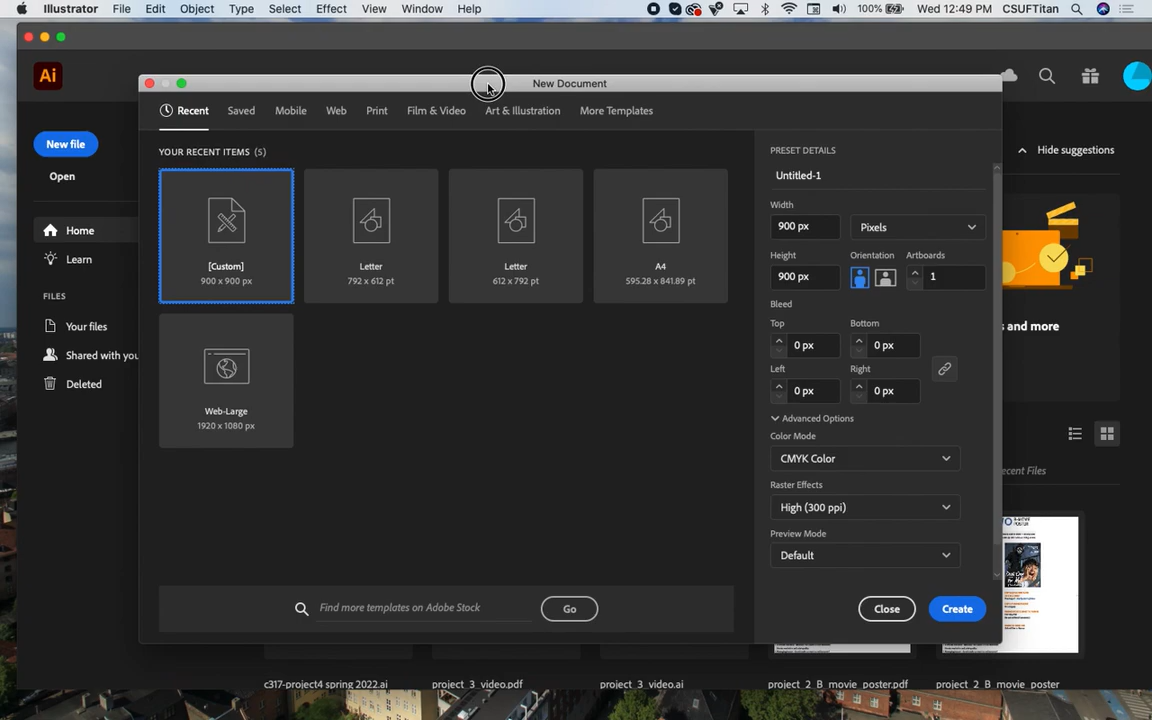 Illustrator File Edit Object Type Select Effect View Window Help 100% Wed 12:49 PM CSUFTitan
Ai
New Document
Recent Saved Mobile Web Print Film & Video Art & Illustration More Templates
New file
Open
Home
Learn
FILES
Your files
Shared with you
Deleted
YOUR RECENT ITEMS (5)
[Custom]
900 x 900 px
Letter
792 x 612 pt
Letter
612 x 792 pt
A4
595.28 x 841.89 pt
Web-Large
1920 x 1080 px
Find more templates on Adobe Stock
Go
PRESET DETAILS
Untitled-1
Width
900 px
Pixels
Height
Orientation
Artboards
900 px
1
Bleed
Top
Bottom
0 px
0 px
Left
Right
0 px
0 px
Advanced Options
Color Mode
CMYK Color
Raster Effects
High (300 ppi)
Preview Mode
Default
Close
Create
Hide suggestions
s and more
ecent Files
c317-project4 spring 2022.ai
project_3_video.pdf
project_3_video.ai
project_2_B_movie_poster.pdf
project_2_B_movie_poster